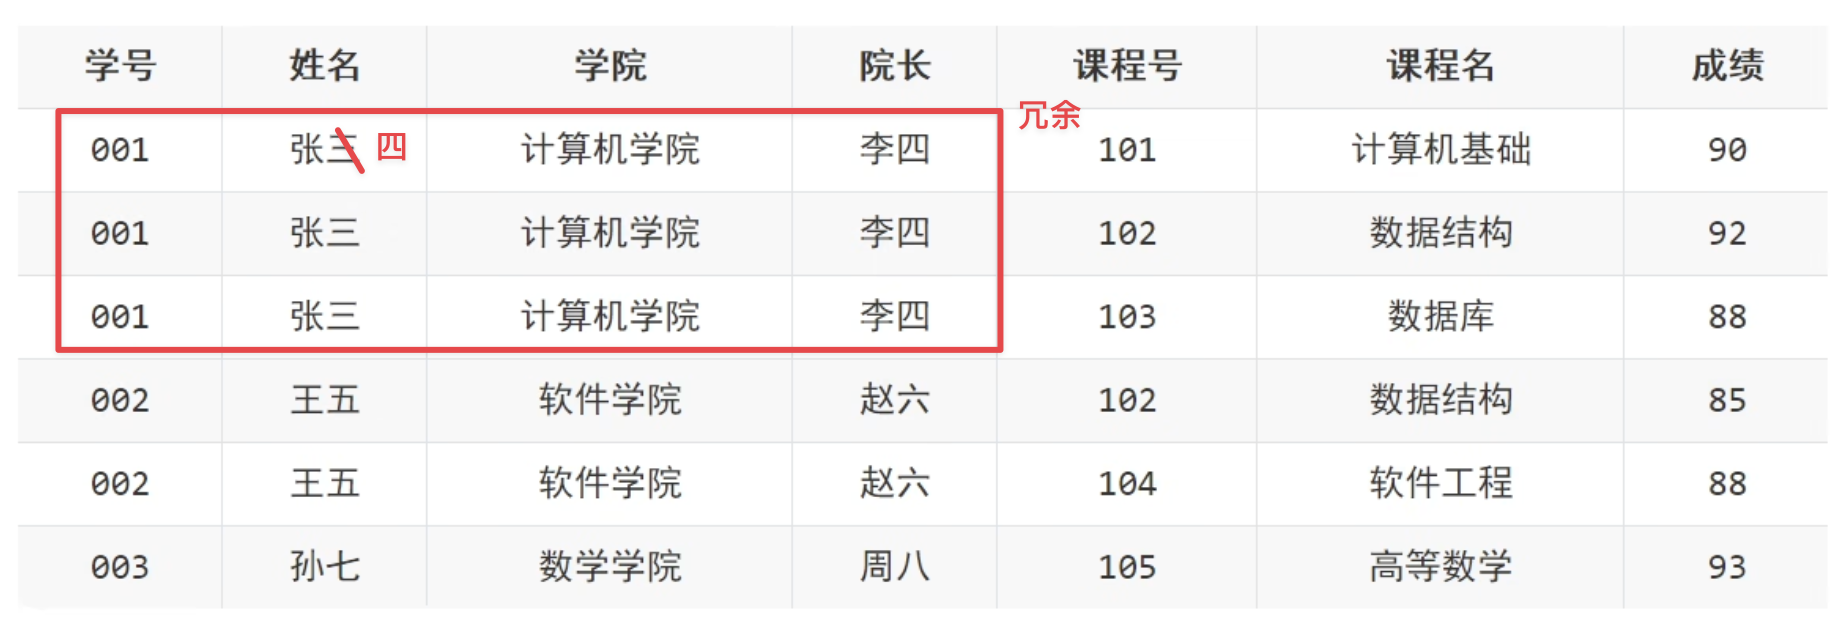 学号 姓名 学院 院长 课程号 课程名 成绩
冗余
001 张三 四 计算机学院 李四 101 计算机基础 90
001 张三 计算机学院 李四 102 数据结构 92
001 张三 计算机学院 李四 103 数据库 88
002 王五 软件学院 赵六 102 数据结构 85
002 王五 软件学院 赵六 104 软件工程 88
003 孙七 数学学院 周八 105 高等数学 93